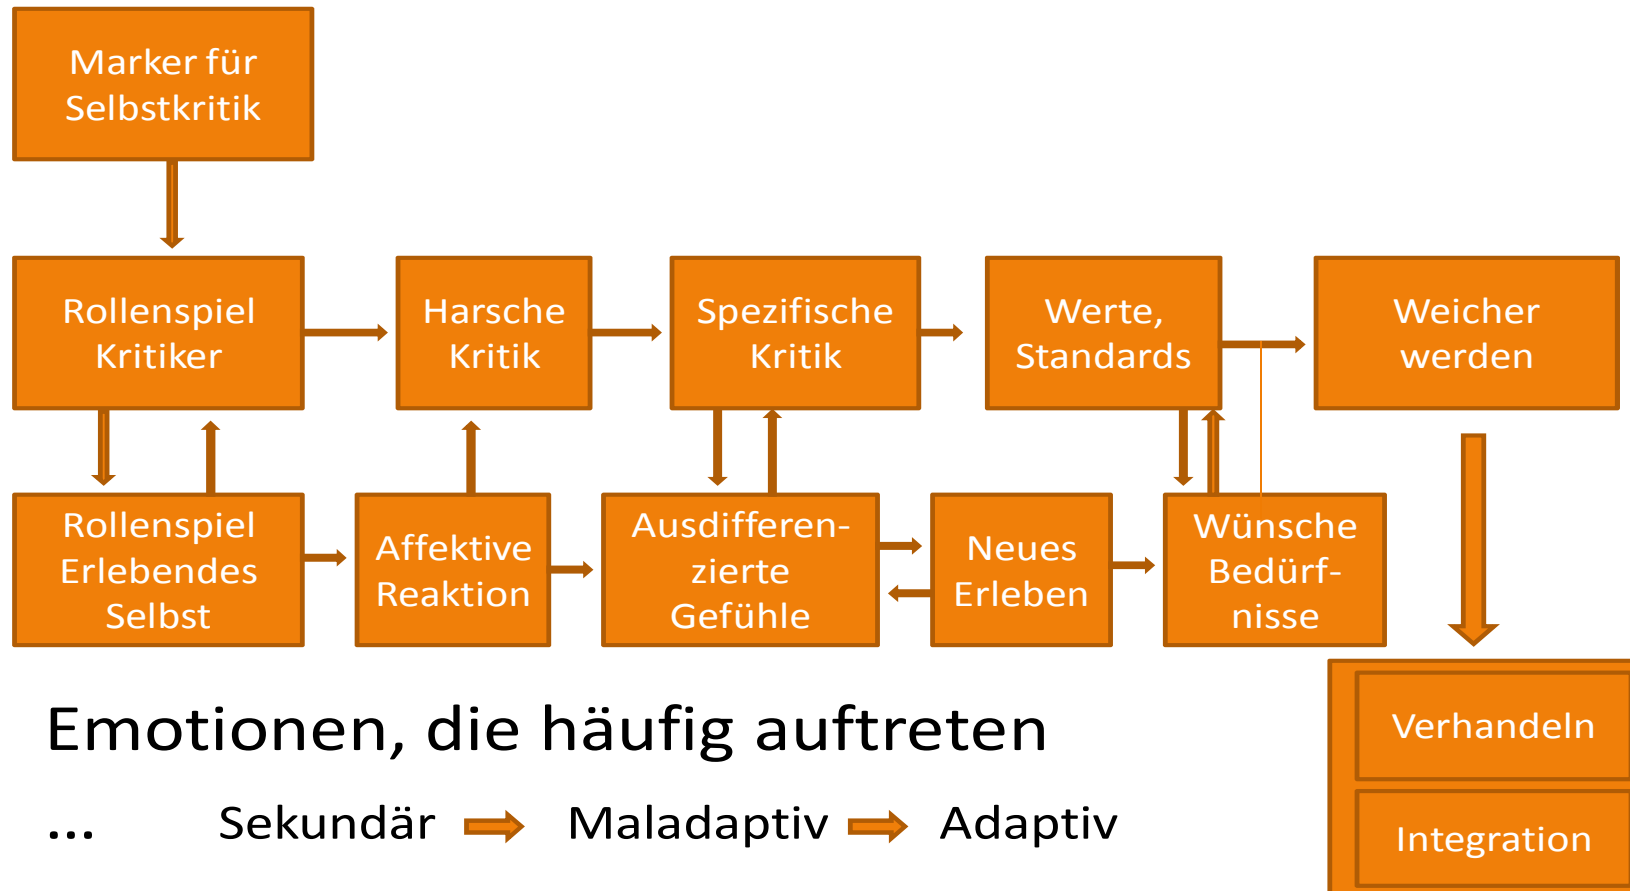 Marker für
Selbstkritik
Rollenspiel
Kritiker
Harsche
Kritik
Spezifische
Kritik
Werte,
Standards
Weicher
werden
Rollenspiel
Erlebendes
Selbst
Affektive
Reaktion
Ausdifferen-
zierte
Gefühle
Neues
Erleben
Wünsche
Bedürf-
nisse
Verhandeln
Integration
Emotionen, die häufig auftreten
... Sekundär Maladaptiv Adaptiv